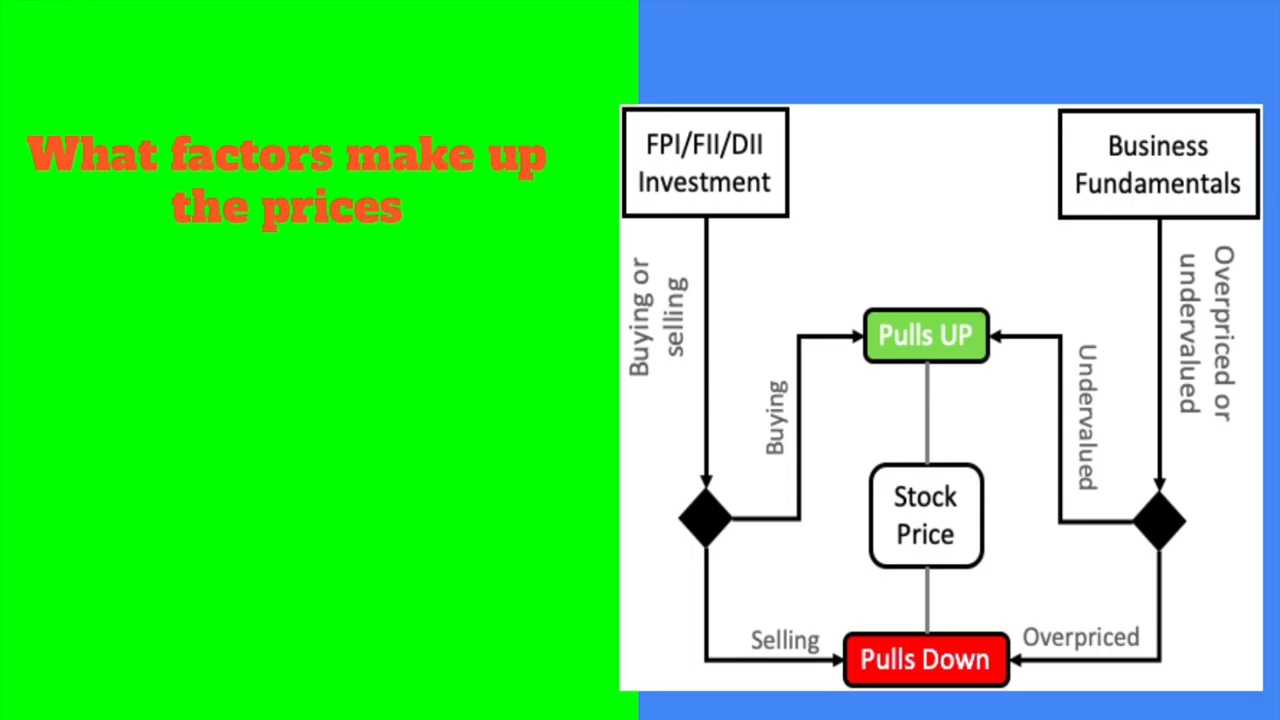 What factors make up
the prices
FPI/FII/DII
Investment
Business
Fundamentals
Buying or
selling
Overpriced or
undervalued
Pulls UP
Buying
Undervalued
Stock
Price
Selling
Overpriced
Pulls Down